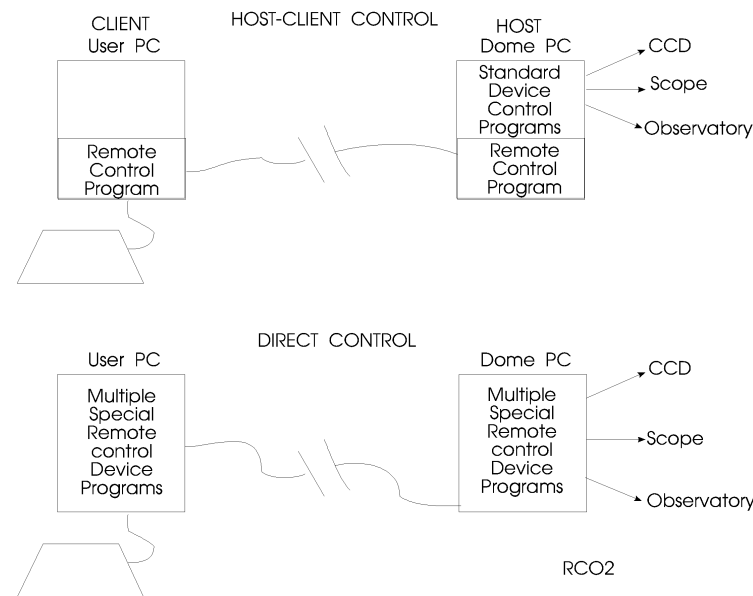 HOST-CLIENT CONTROL
CLIENT
User PC
HOST
Dome PC
Remote
Control
Program
Standard
Device
Control
Programs
Remote
Control
Program
CCD
Scope
Observatory
DIRECT CONTROL
User PC
Dome PC
Multiple
Special
Remote
control
Device
Programs
Multiple
Special
Remote
control
Device
Programs
CCD
Scope
Observatory
RCO2